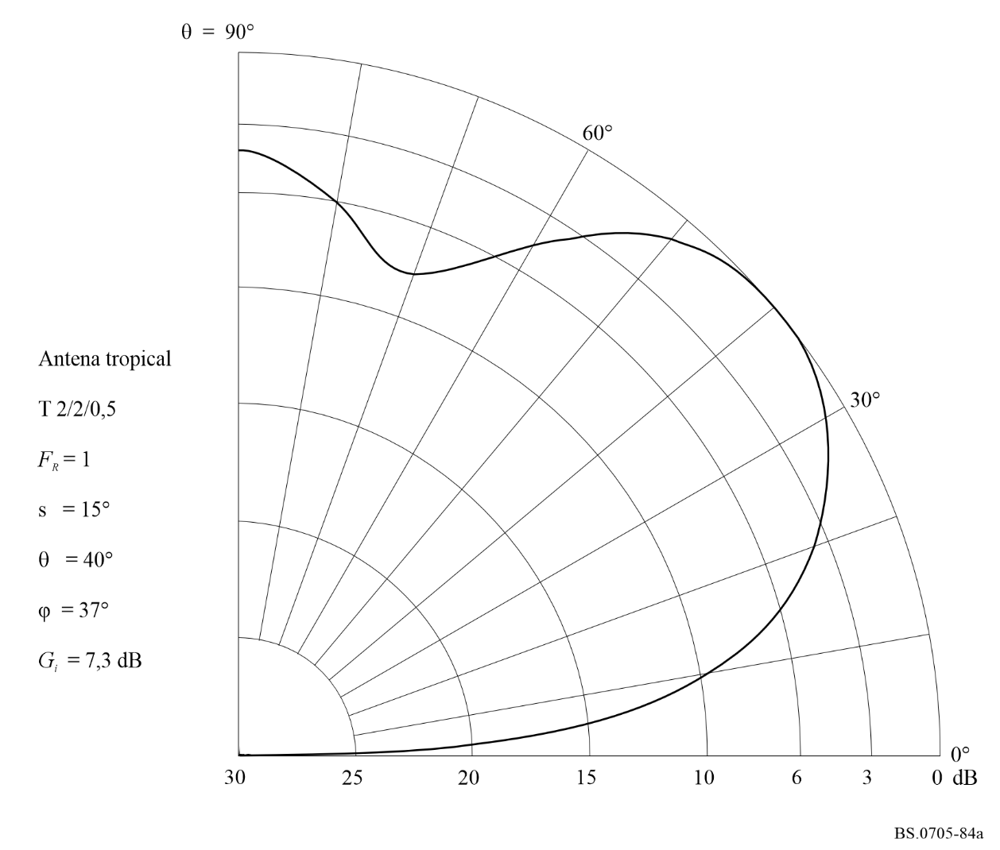 θ = 90°
60°
30°
Antena tropical
T 2/2/0,5
F_R = 1
s = 15°
θ = 40°
φ = 37°
G_i = 7,3 dB
0°
30 25 20 15 10 6 3 0 dB
BS.0705-84a